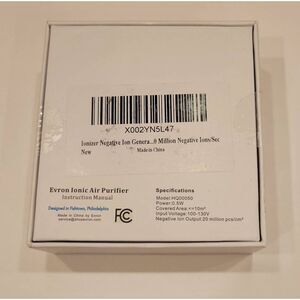 X002YN5L47
Ionizer Negative Ion Genera...0 Million Negative Ions/Sec
New
Made in China
Evron Ionic Air Purifier
Instruction Manual
Designed in Fishtown, Philadelphia
Made in China by Evron
FC
Specifications
Model:HQ00050
Power:0.5W
Covered Area:<=10m²
Input Voltage:100-130V
Negative Ion Output:20 million pcs/cm³